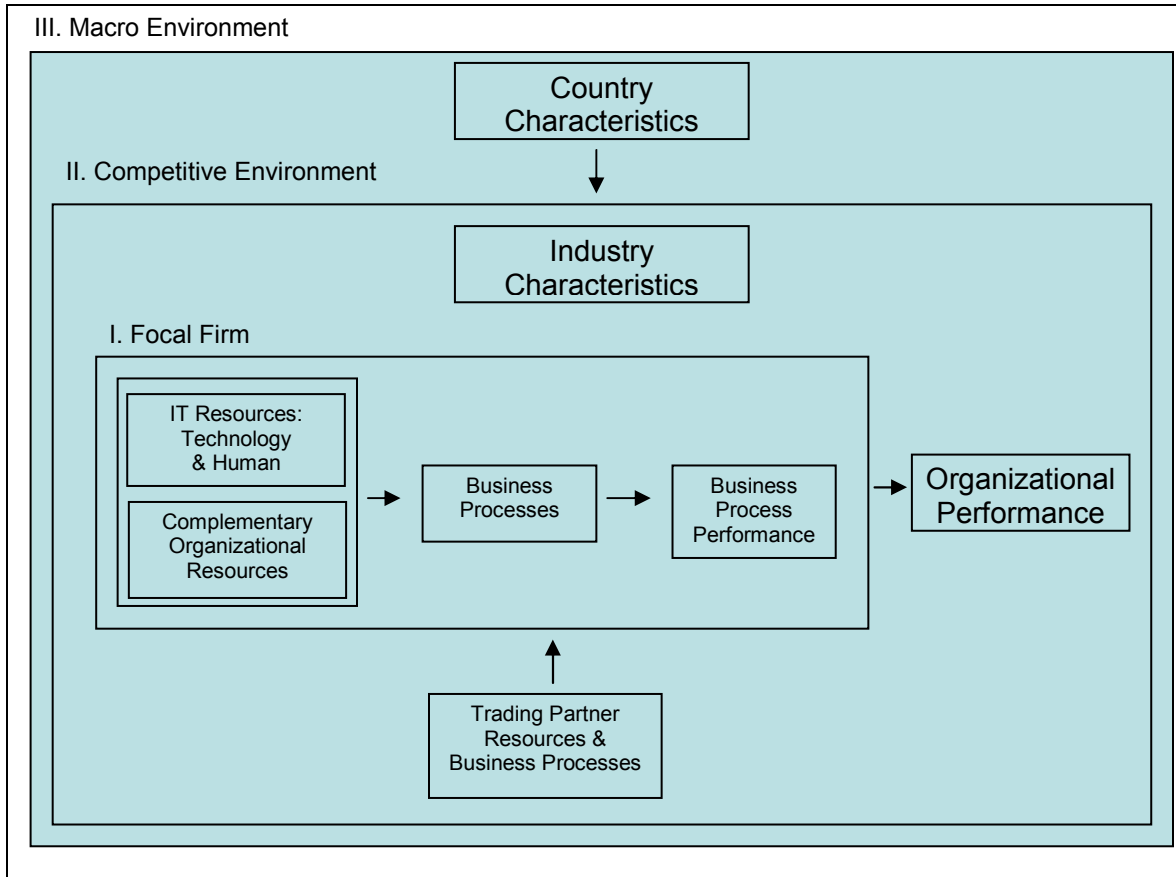 III. Macro Environment
Country
Characteristics
II. Competitive Environment
Industry
Characteristics
I. Focal Firm
IT Resources:
Technology
& Human
Complementary
Organizational
Resources
Business
Processes
Business
Process
Performance
Organizational
Performance
Trading Partner
Resources &
Business Processes